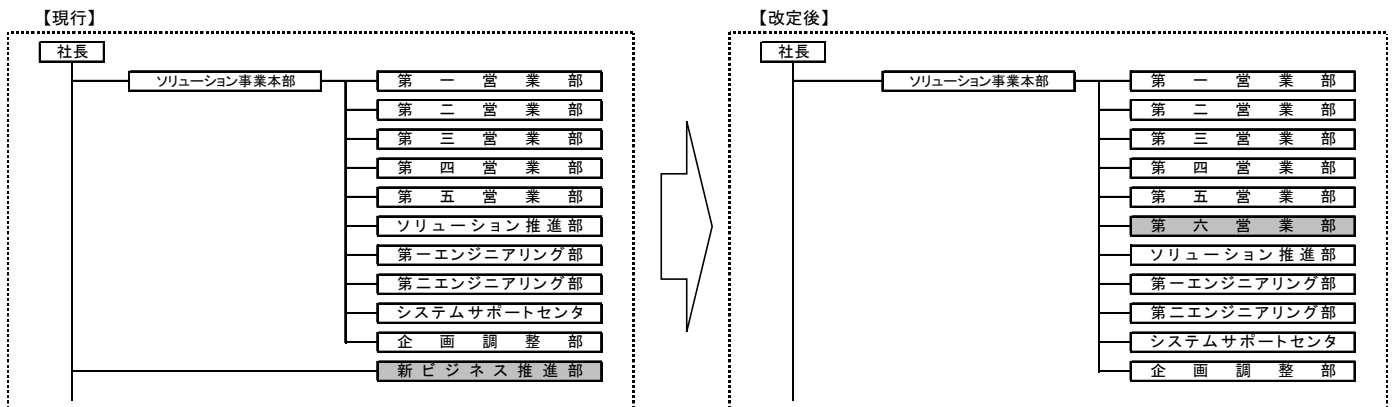 【現行】
社長
ソリューション事業本部
第一営業部
第二営業部
第三営業部
第四営業部
第五営業部
ソリューション推進部
第一エンジニアリング部
第二エンジニアリング部
システムサポートセンタ
企画調整部
新ビジネス推進部
【改定後】
社長
ソリューション事業本部
第一営業部
第二営業部
第三営業部
第四営業部
第五営業部
第六営業部
ソリューション推進部
第一エンジニアリング部
第二エンジニアリング部
システムサポートセンタ
企画調整部